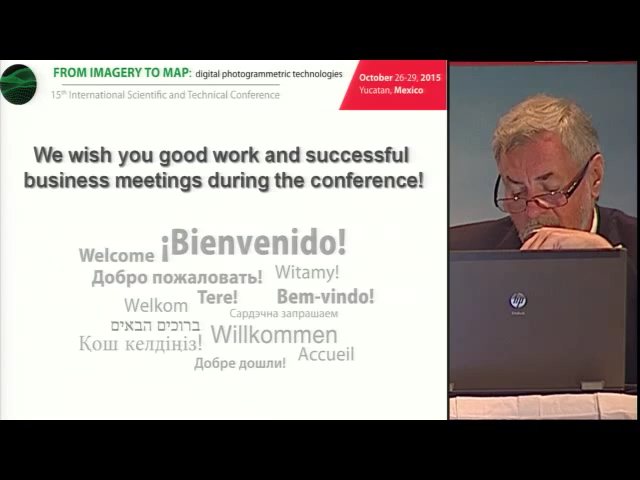 FROM IMAGERY TO MAP: digital photogrammetric technologies
15th International Scientific and Technical Conference
October 26-29, 2015
Yucatan, Mexico
We wish you good work and successful
business meetings during the conference!
¡Bienvenido!
Welcome
Добро пожаловать!
Witamy!
Welkom
Tere!
Bem-vindo!
Сардэчна запрашаем
ברוכים הבאים
Willkommen
Қош келдіңіз!
Accueil
Добре дошли!
hp